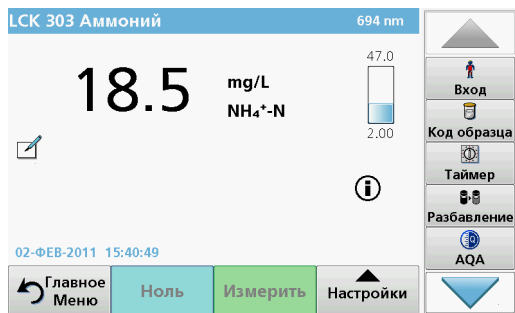 LCK 303 Аммоний 694 nm
47.0
18.5 mg/L
NH₄⁺-N
2.00
i
02-ФЕВ-2011 15:40:49
Главное Меню
Ноль
Измерить
Настройки
Вход
Код образца
Таймер
Разбавление
AQA